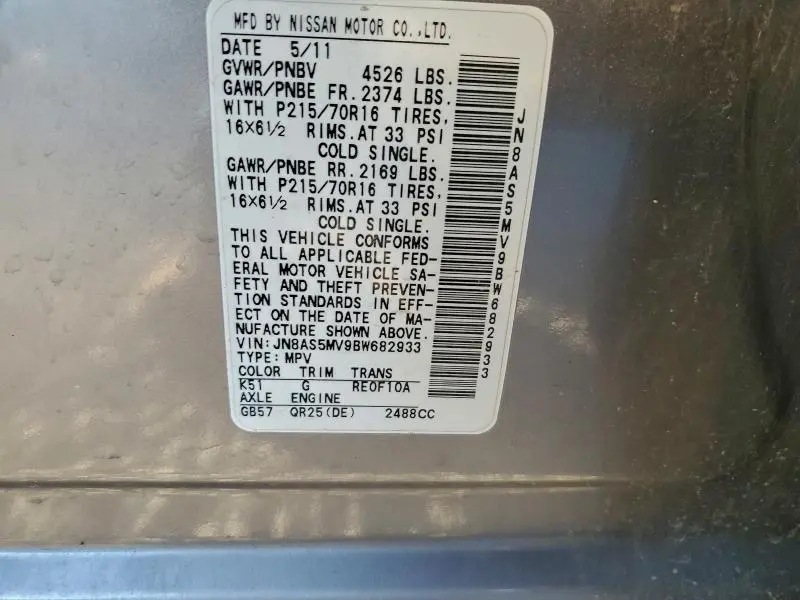 MFD BY NISSAN MOTOR CO.,LTD.
DATE 5/11
GVWR/PNBV 4526 LBS.
GAWR/PNBE FR. 2374 LBS.
WITH P215/70R16 TIRES,
16×6½ RIMS.AT 33 PSI
COLD SINGLE.
GAWR/PNBE RR. 2169 LBS.
WITH P215/70R16 TIRES,
16×6½ RIMS.AT 33 PSI
COLD SINGLE.
THIS VEHICLE CONFORMS
TO ALL APPLICABLE FED-
ERAL MOTOR VEHICLE SA-
FETY AND THEFT PREVEN-
TION STANDARDS IN EFF-
ECT ON THE DATE OF MA-
NUFACTURE SHOWN ABOVE.
VIN:JN8AS5MV9BW682933
TYPE: MPV
COLOR TRIM TRANS
K51 G RE0F10A
AXLE ENGINE
GB57 QR25(DE) 2488CC
JN8AS5MV9BW682933